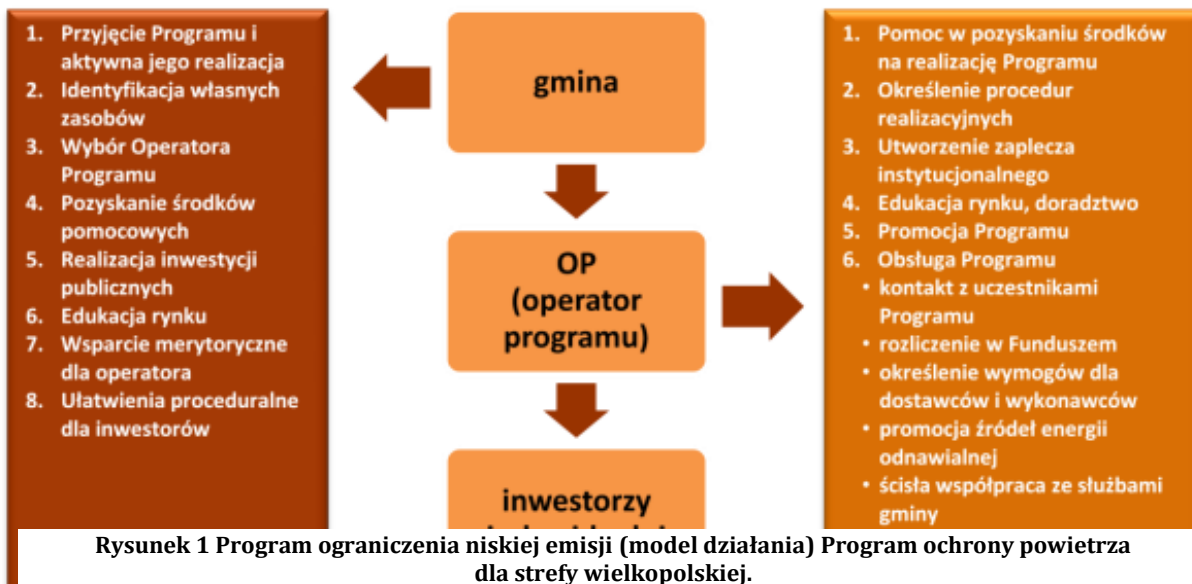 1. Przyjęcie Programu i
aktywna jego realizacja
2. Identyfikacja własnych
zasobów
3. Wybór Operatora
Programu
4. Pozyskanie środków
pomocowych
5. Realizacja inwestycji
publicznych
6. Edukacja rynku
7. Wsparcie merytoryczne
dla operatora
8. Ułatwienia proceduralne
dla inwestorów
gmina
OP
(operator
programu)
inwestorzy
1. Pomoc w pozyskaniu środków
na realizację Programu
2. Określenie procedur
realizacyjnych
3. Utworzenie zaplecza
instytucjonalnego
4. Edukacja rynku, doradztwo
5. Promocja Programu
6. Obsługa Programu
• kontakt z uczestnikami
Programu
• rozliczenie w Funduszem
• określenie wymogów dla
dostawców i wykonawców
• promocja źródeł energii
odnawialnej
• ścisła współpraca ze służbami
gminy
Rysunek 1 Program ograniczenia niskiej emisji (model działania) Program ochrony powietrza
dla strefy wielkopolskiej.